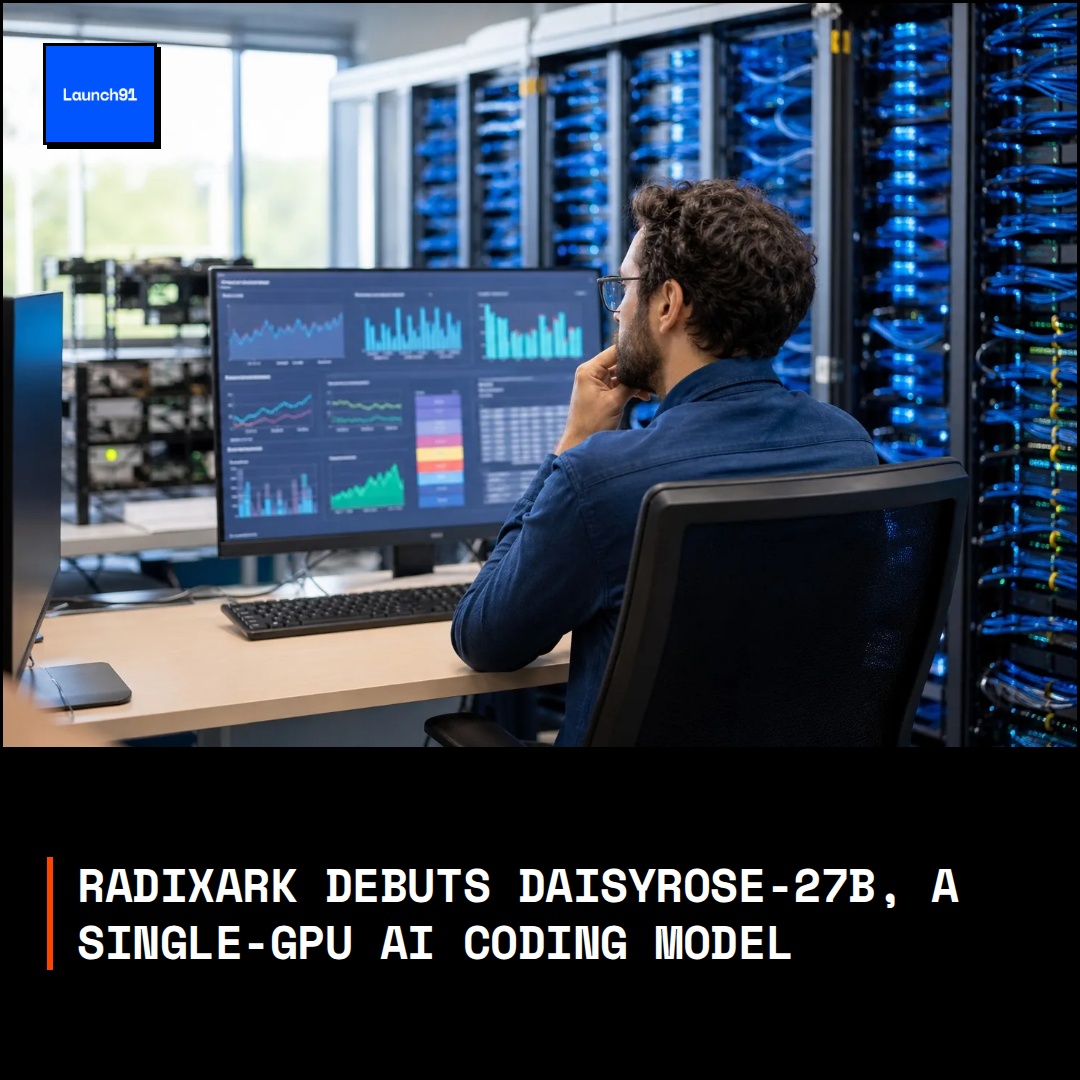 Launch91
RADIXARK DEBUTS DAISYROSE-27B, A
SINGLE-GPU AI CODING MODEL